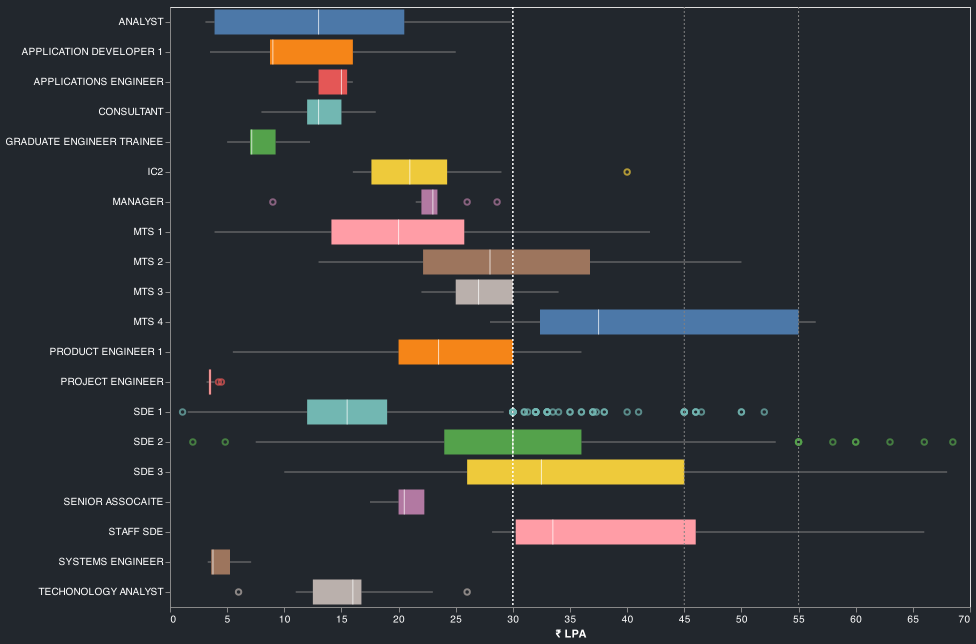 ANALYST
APPLICATION DEVELOPER 1
APPLICATIONS ENGINEER
CONSULTANT
GRADUATE ENGINEER TRAINEE
IC2
MANAGER
MTS 1
MTS 2
MTS 3
MTS 4
PRODUCT ENGINEER 1
PROJECT ENGINEER
SDE 1
SDE 2
SDE 3
SENIOR ASSOCAITE
STAFF SDE
SYSTEMS ENGINEER
TECHONOLOGY ANALYST
0 5 10 15 20 25 30 35 40 45 50 55 60 65 70
₹ LPA